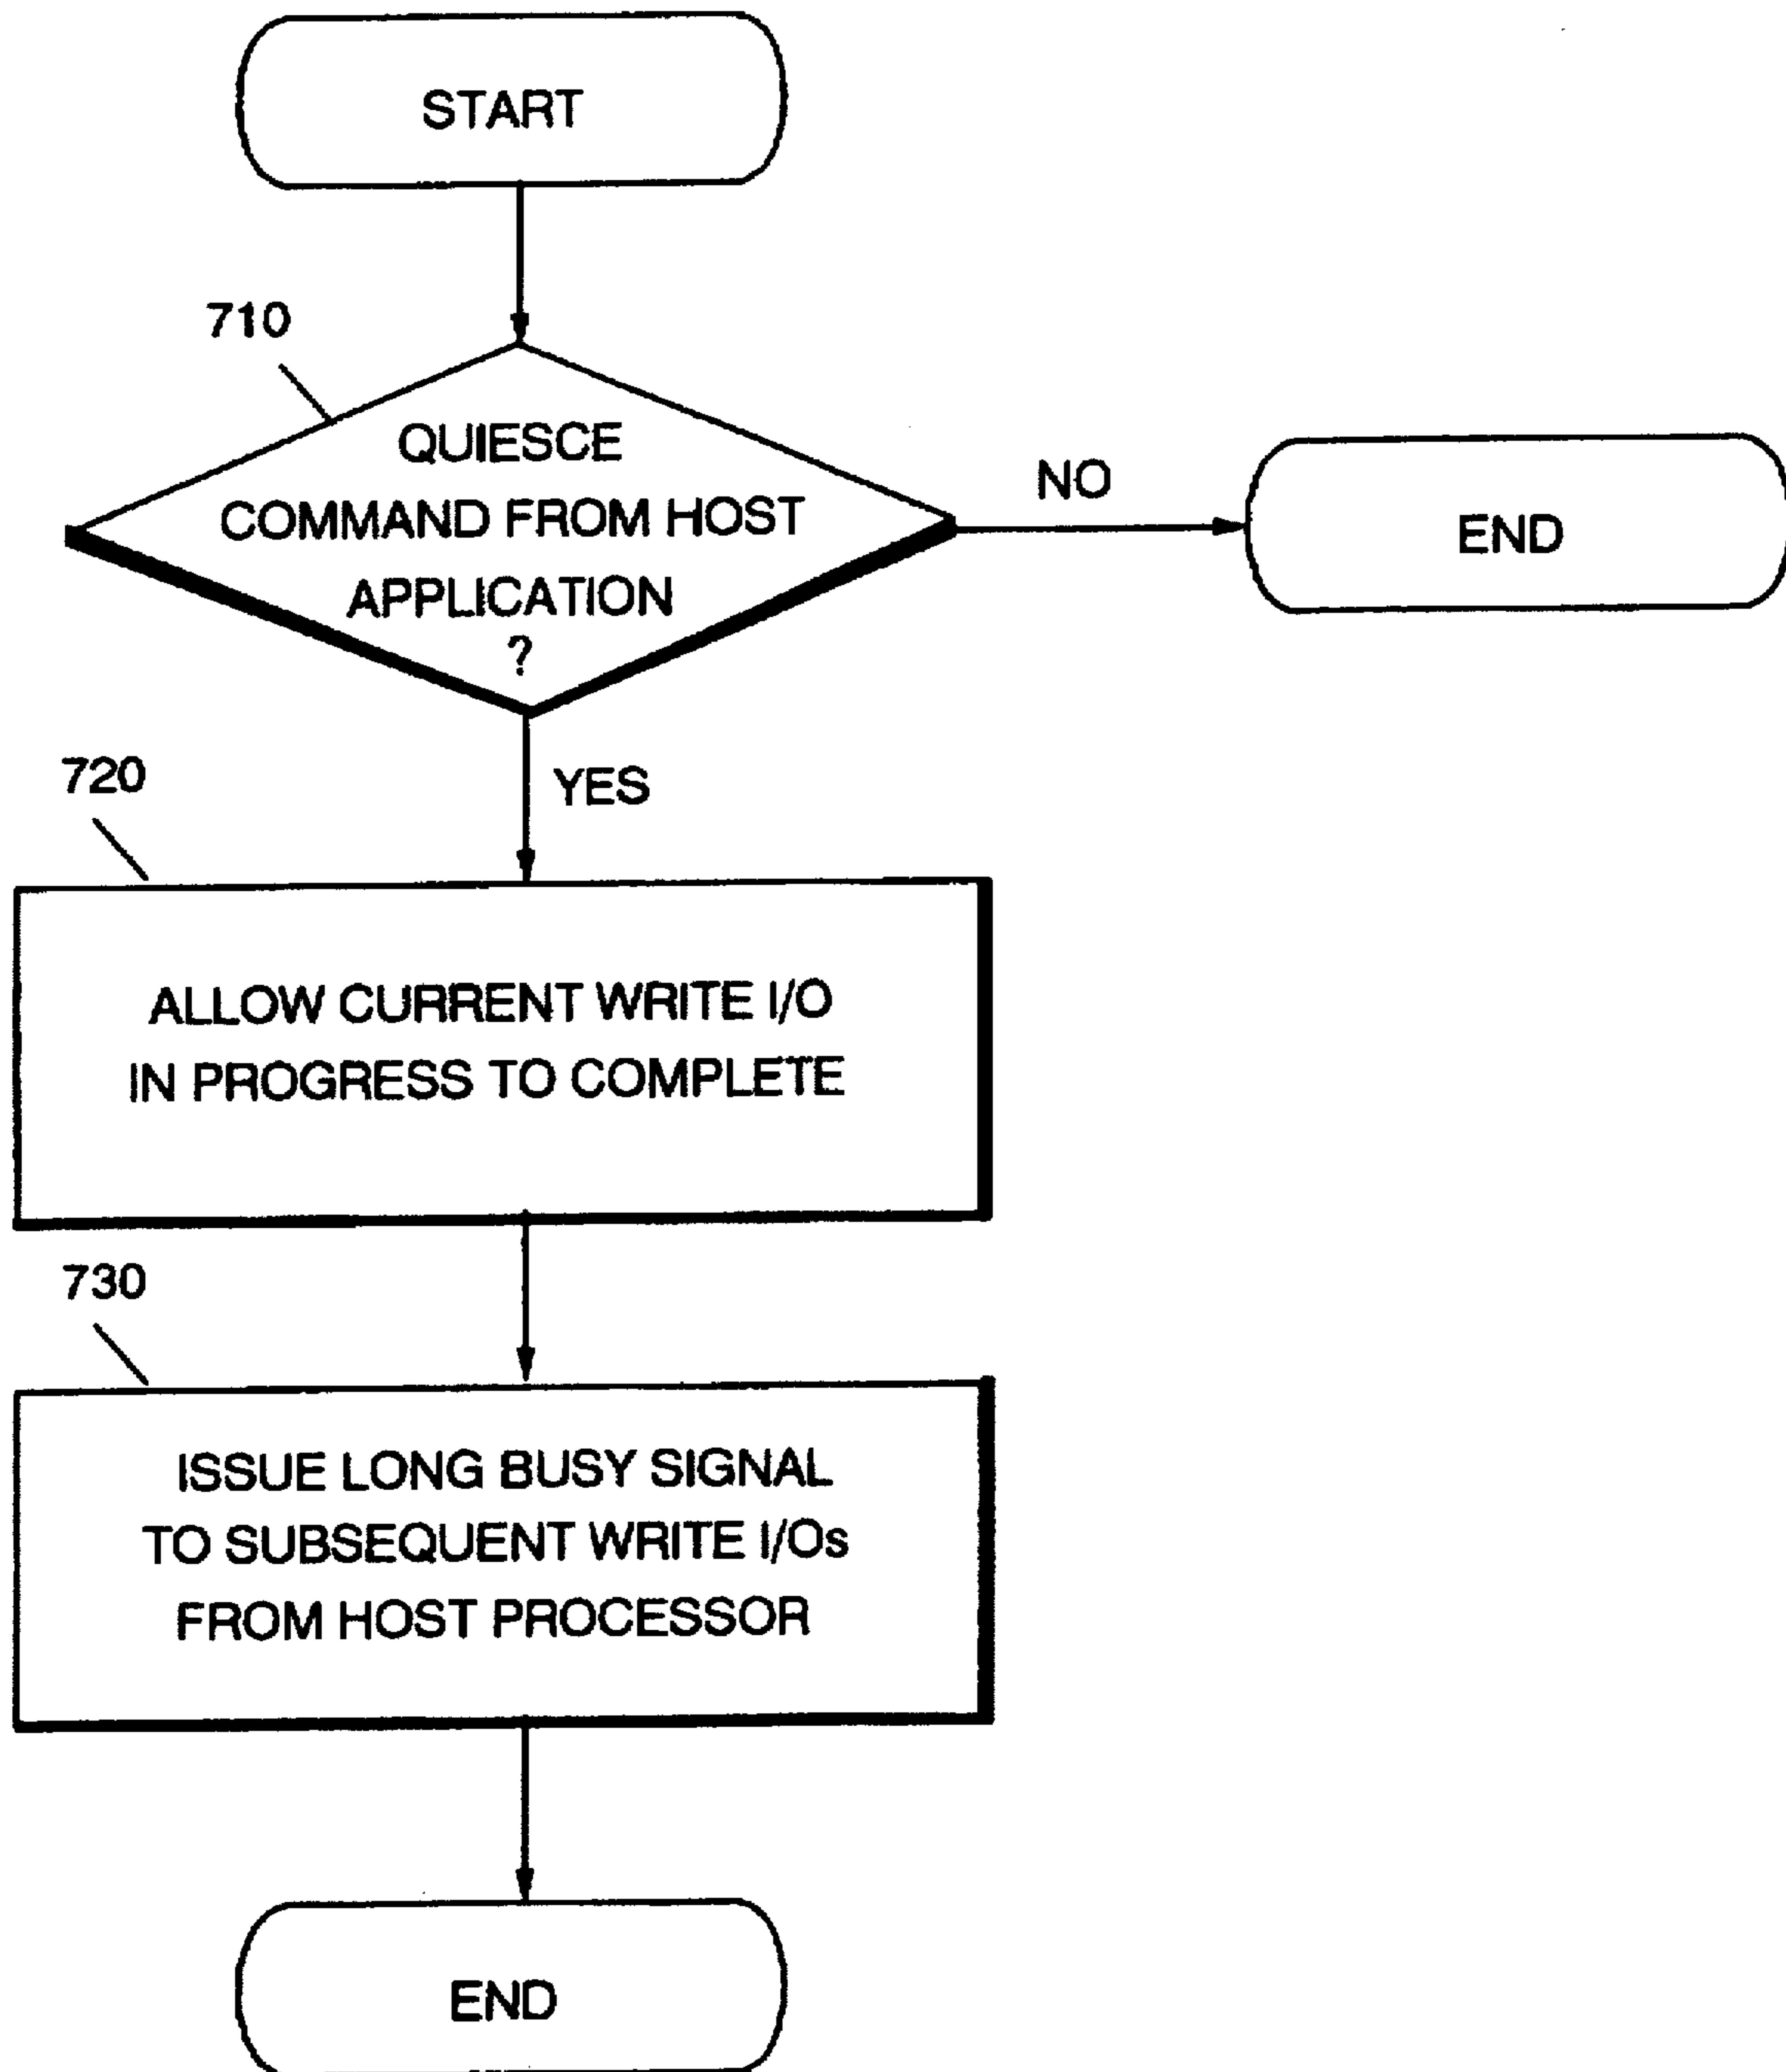 START
710
QUIESCE
COMMAND FROM HOST
APPLICATION
?
NO
END
YES
720
ALLOW CURRENT WRITE I/O
IN PROGRESS TO COMPLETE
730
ISSUE LONG BUSY SIGNAL
TO SUBSEQUENT WRITE I/Os
FROM HOST PROCESSOR
END